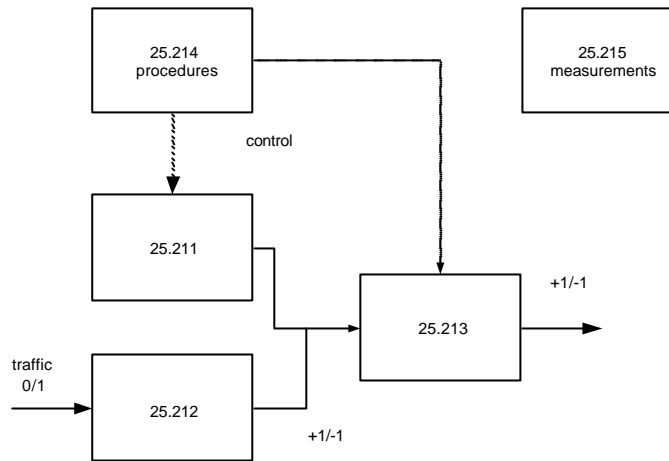 25.214
procedures
25.215
measurements
control
25.211
25.213
+1/-1
traffic
0/1
25.212
+1/-1